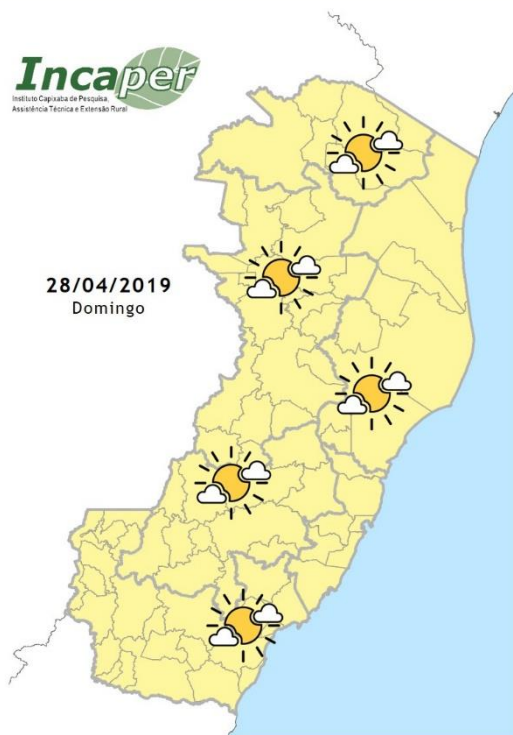 Incaper
Instituto Capixaba de Pesquisa,
Assistência Técnica e Extensão Rural
28/04/2019
Domingo